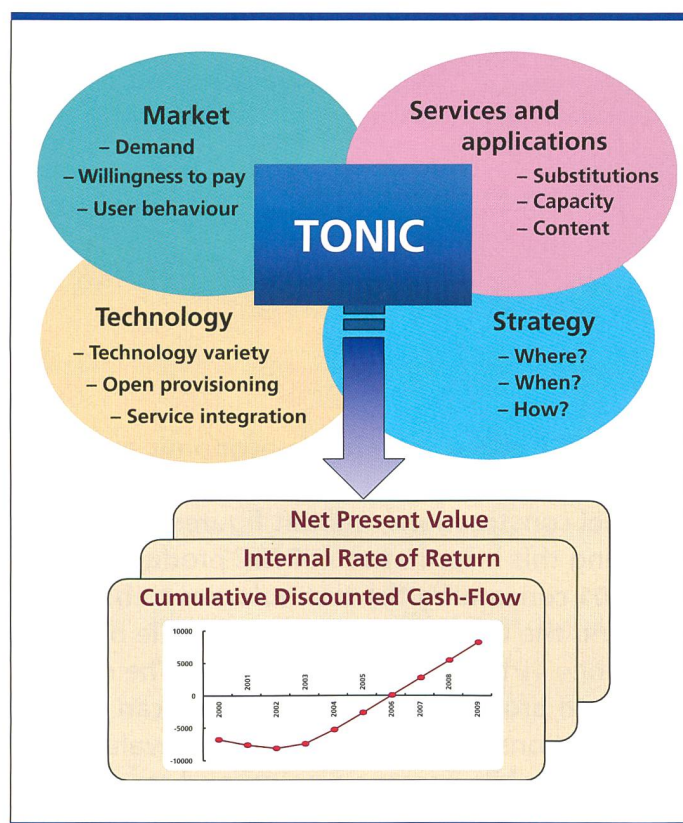 Market
– Demand
– Willingness to pay
– User behaviour
Services and
applications
– Substitutions
– Capacity
– Content
TONIC
Technology
– Technology variety
– Open provisioning
– Service integration
Strategy
– Where?
– When?
– How?
Net Present Value
Internal Rate of Return
Cumulative Discounted Cash-Flow
10000
5000
0
-5000
-10000
2000
2001
2002
2003
2004
2005
2006
2007
2008
2009